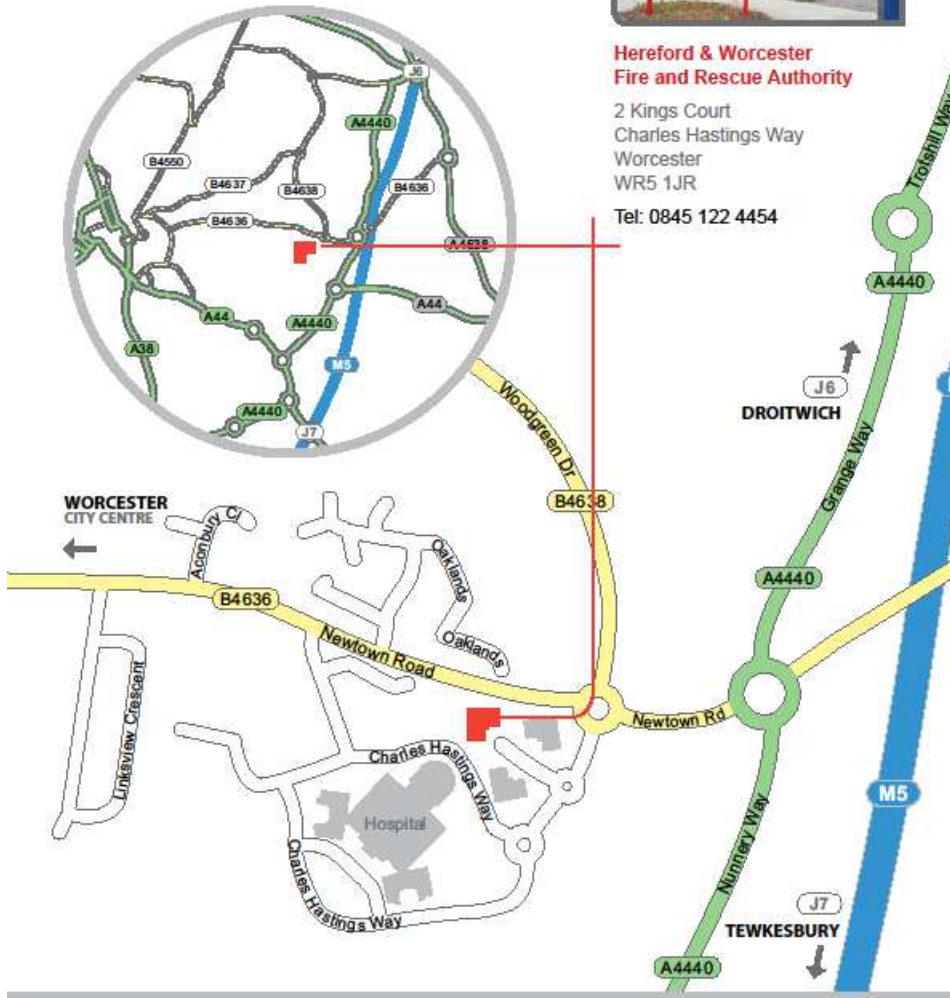 Hereford & Worcester
Fire and Rescue Authority
2 Kings Court
Charles Hastings Way
Worcester
WR5 1JR
Tel: 0845 122 4454
J6
A4440
B4550
B4637
B4638
B4636
B4636
A4538
A44
A44
A4440
A38
M5
A4440
J7
Trotshill Way
A4440
J6
DROITWICH
Grange Way
Woodgreen Dr
B4638
A4440
WORCESTER
CITY CENTRE
Aconbury Cl
Oaklands
Oaklands
B4636
Newtown Road
Newtown Rd
Linksview Crescent
Charles Hastings Way
Hospital
Charles Hastings Way
M5
Nunnery Way
J7
TEWKESBURY
A4440